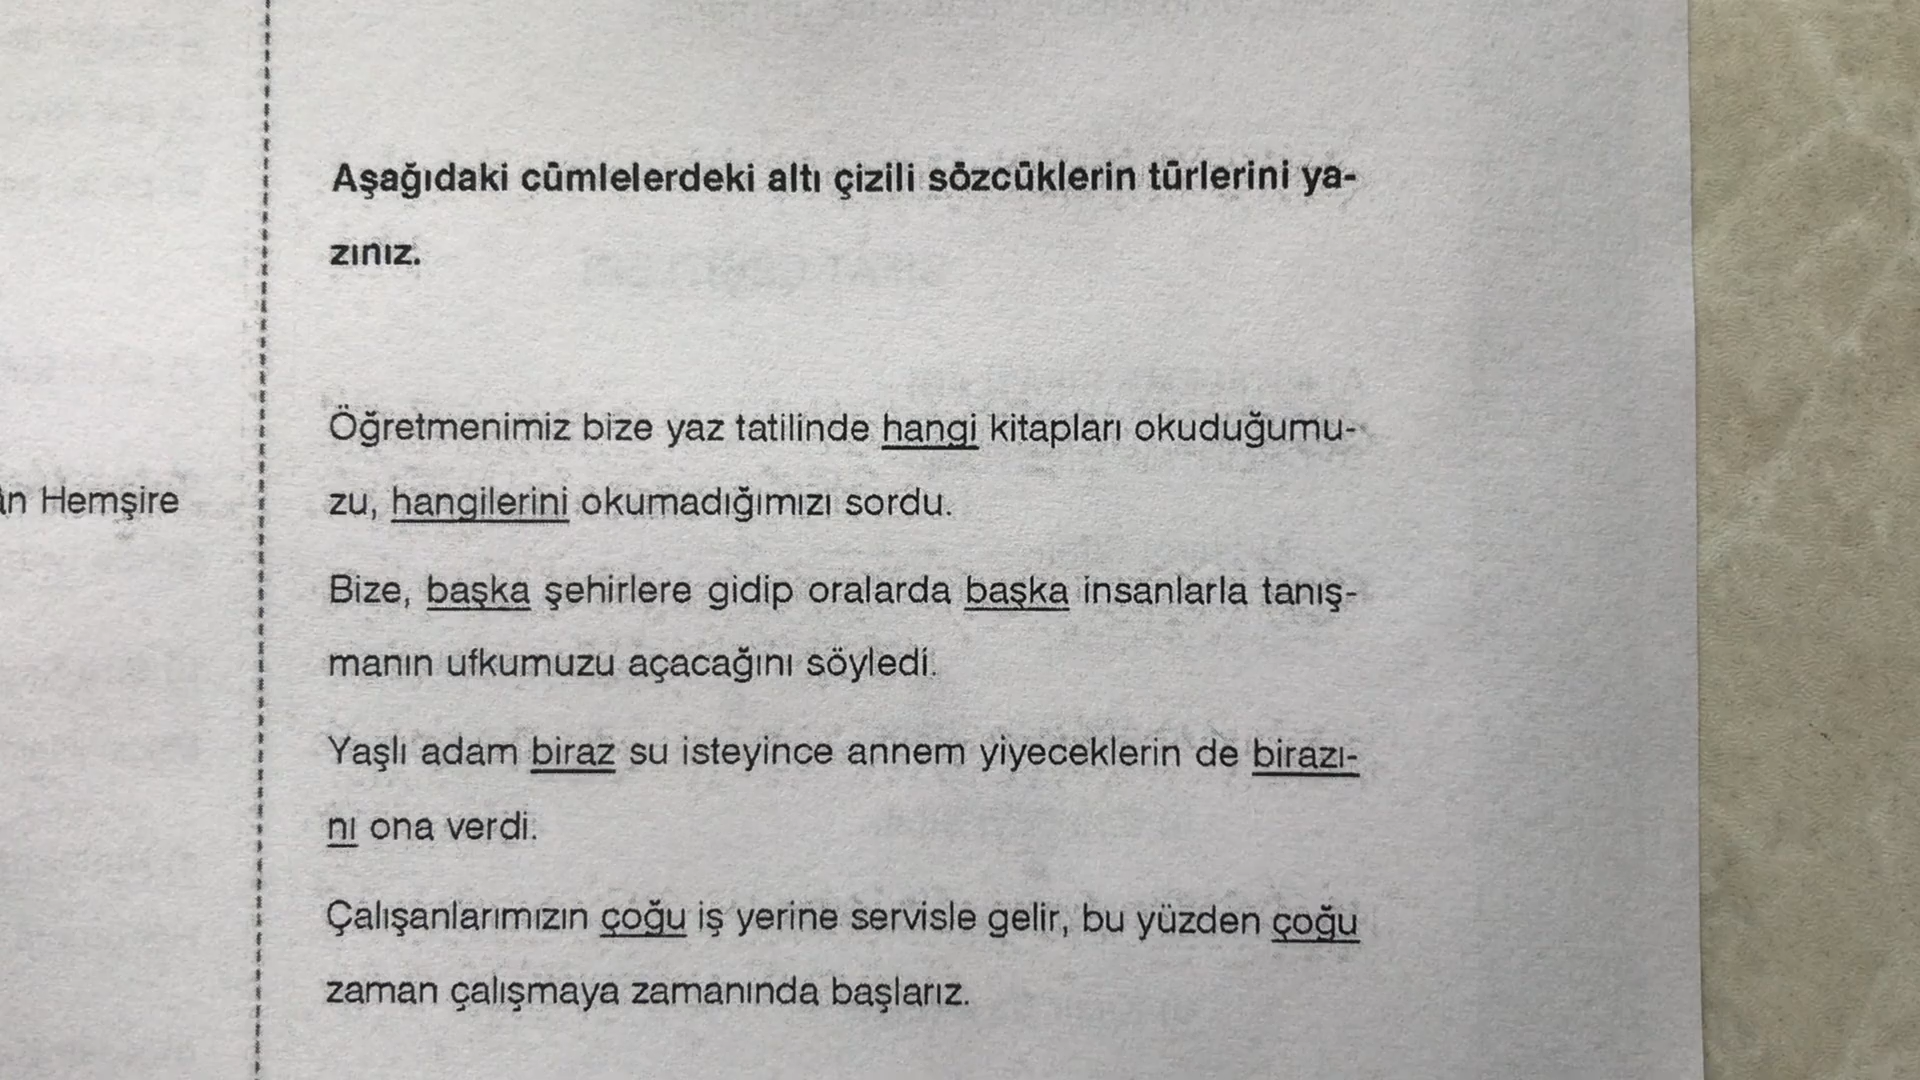 Aşağıdaki cümlelerdeki altı çizili sözcüklerin türlerini ya-
zınız.
Öğretmenimiz bize yaz tatilinde hangi kitapları okuduğumu-
zu, hangilerini okumadığımızı sordu.
Hemşire
Bize, başka şehirlere gidip oralarda başka insanlarla tanış-
manın ufkumuzu açacağını söyledi.
Yaşlı adam biraz su isteyince annem yiyeceklerin de birazı-
nı ona verdi.
Çalışanlarımızın çoğu iş yerine servisle gelir, bu yüzden çoğu
zaman çalışmaya zamanında başlarız.